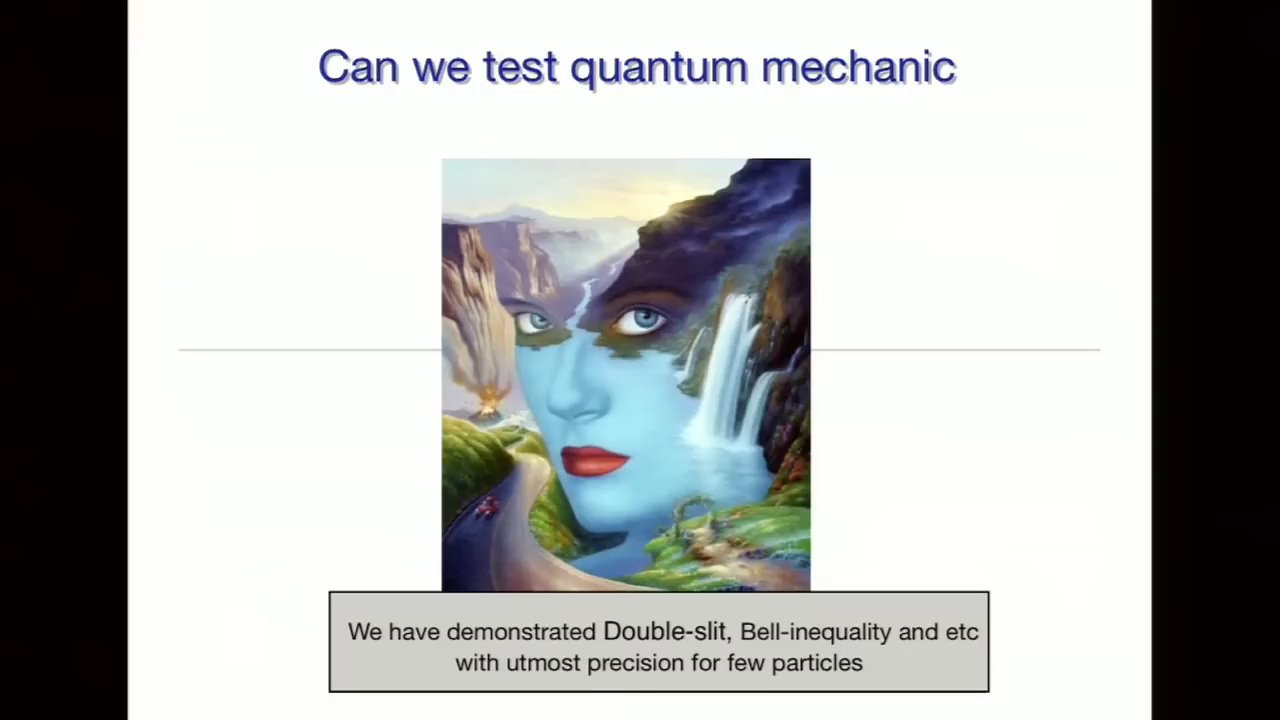 Can we test quantum mechanic
We have demonstrated Double-slit, Bell-inequality and etc
with utmost precision for few particles